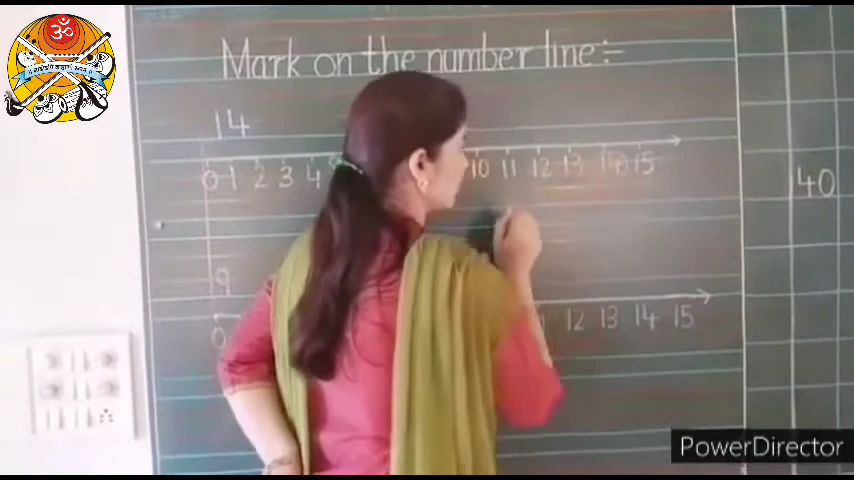 Mark on the number line:-
14
0 1 2 3 4 10 11 12 13 14 15
40
9
0 12 13 14 15
PowerDirector